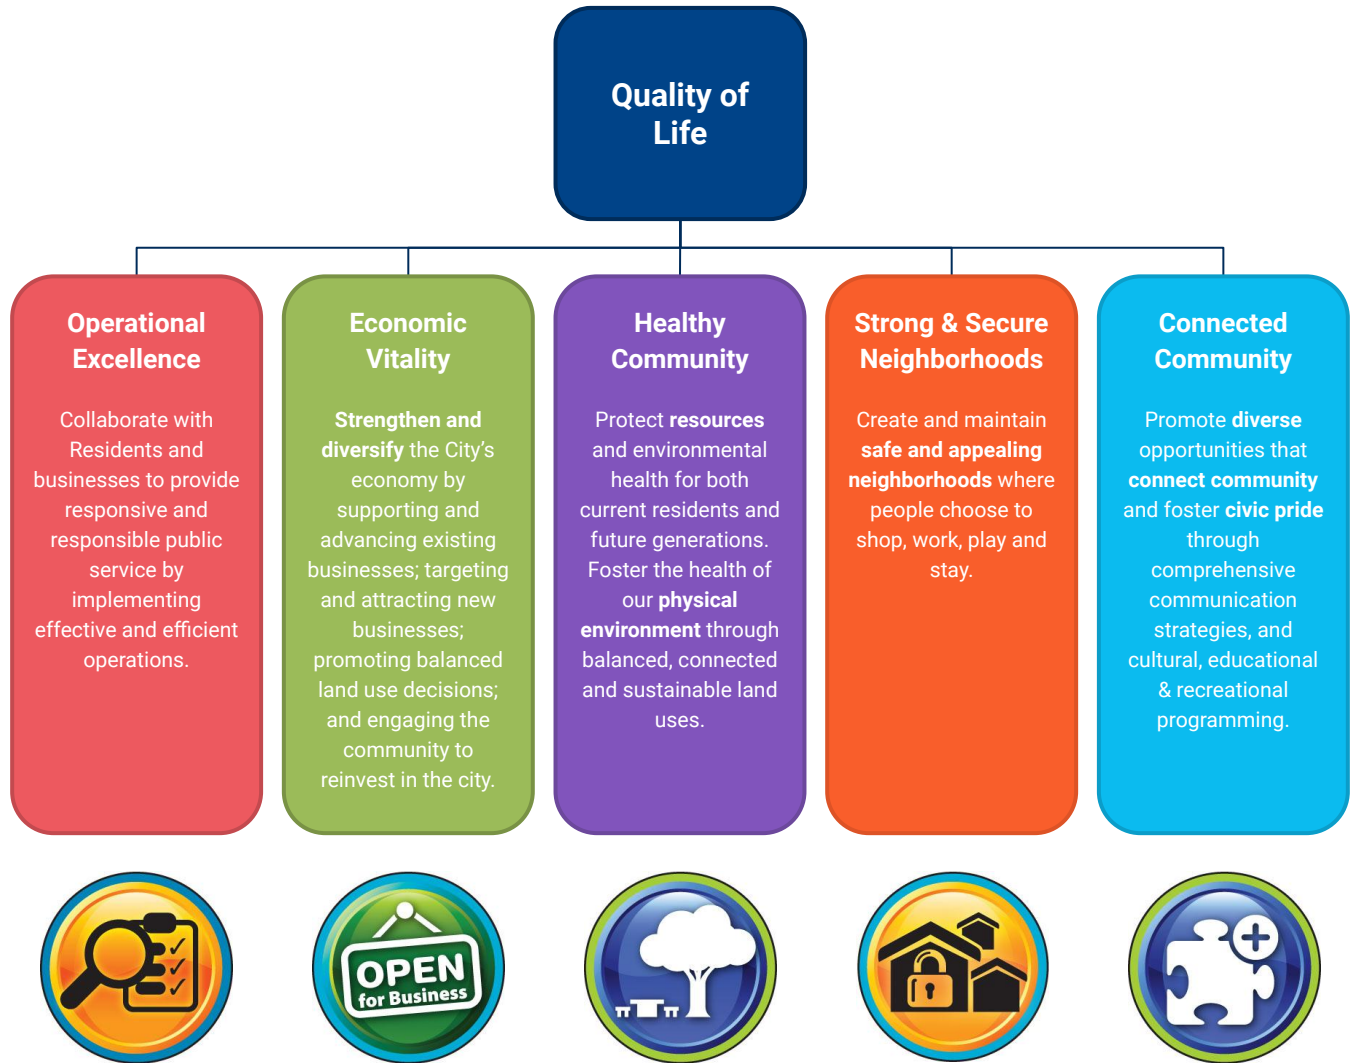 Quality of
Life
Operational
Excellence
Collaborate with
Residents and
businesses to provide
responsive and
responsible public
service by
implementing
effective and efficient
operations.
Economic
Vitality
Strengthen and
diversify the City’s
economy by
supporting and
advancing existing
businesses; targeting
and attracting new
businesses;
promoting balanced
land use decisions;
and engaging the
community to
reinvest in the city.
Healthy
Community
Protect resources
and environmental
health for both
current residents and
future generations.
Foster the health of
our physical
environment through
balanced, connected
and sustainable land
uses.
Strong & Secure
Neighborhoods
Create and maintain
safe and appealing
neighborhoods where
people choose to
shop, work, play and
stay.
Connected
Community
Promote diverse
opportunities that
connect community
and foster civic pride
through
comprehensive
communication
strategies, and
cultural, educational
& recreational
programming.
OPEN
for Business